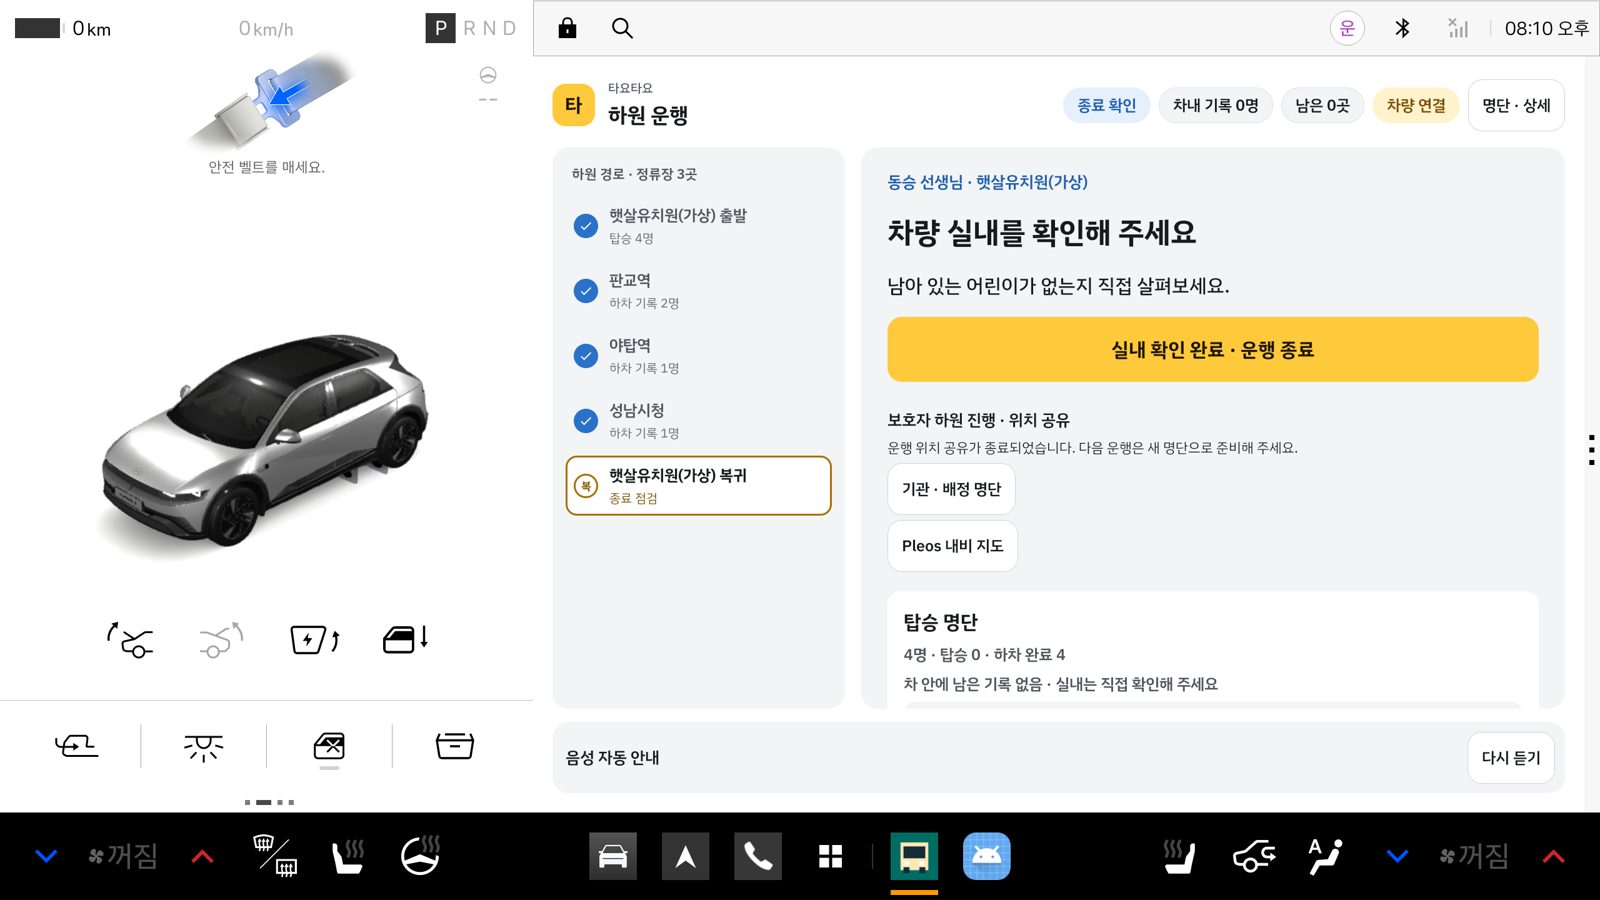 0 km
0 km/h
P R N D
안전 벨트를 매세요.
운
08:10 오후
타
타요타요
하원 운행
종료 확인
차내 기록 0명
남은 0곳
차량 연결
명단 · 상세
하원 경로 · 정류장 3곳
햇살유치원(가상) 출발
탑승 4명
판교역
하차 기록 2명
야탑역
하차 기록 1명
성남시청
하차 기록 1명
복
햇살유치원(가상) 복귀
종료 점검
동승 선생님 · 햇살유치원(가상)
차량 실내를 확인해 주세요
남아 있는 어린이가 없는지 직접 살펴보세요.
실내 확인 완료 · 운행 종료
보호자 하원 진행 · 위치 공유
운행 위치 공유가 종료되었습니다. 다음 운행은 새 명단으로 준비해 주세요.
기관 · 배정 명단
Pleos 내비 지도
탑승 명단
4명 · 탑승 0 · 하차 완료 4
차 안에 남은 기록 없음 · 실내는 직접 확인해 주세요
음성 자동 안내
다시 듣기
꺼짐
A
꺼짐